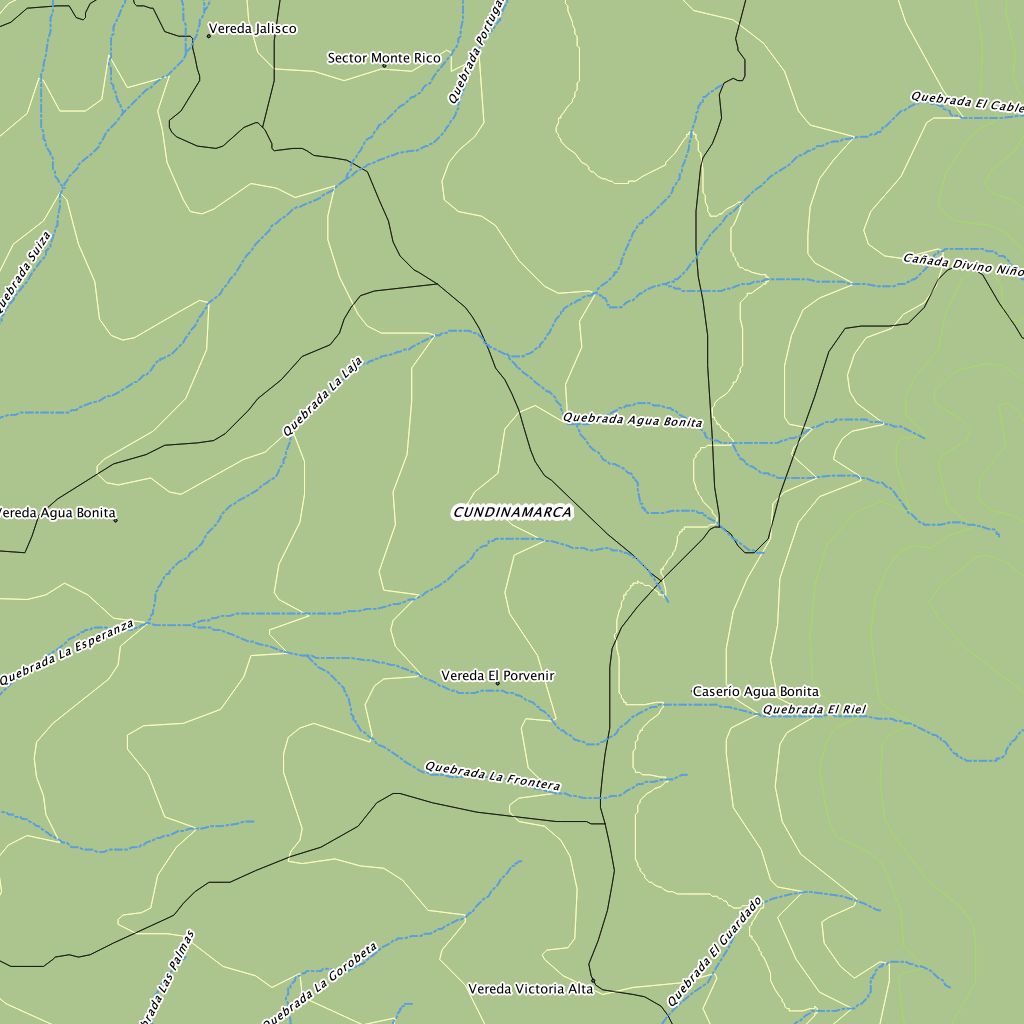 Vereda Jalisco
Sector Monte Rico
Quebrada Portugal
Quebrada El Cable
Quebrada Suiza
Cañada Divino Niño
Quebrada La Laja
Quebrada Agua Bonita
Vereda Agua Bonita
CUNDINAMARCA
Quebrada La Esperanza
Vereda El Porvenir
Caserío Agua Bonita
Quebrada El Riel
Quebrada La Frontera
Quebrada El Guardado
Quebrada La Gorobeta
brada Las Palmas
Vereda Victoria Alta